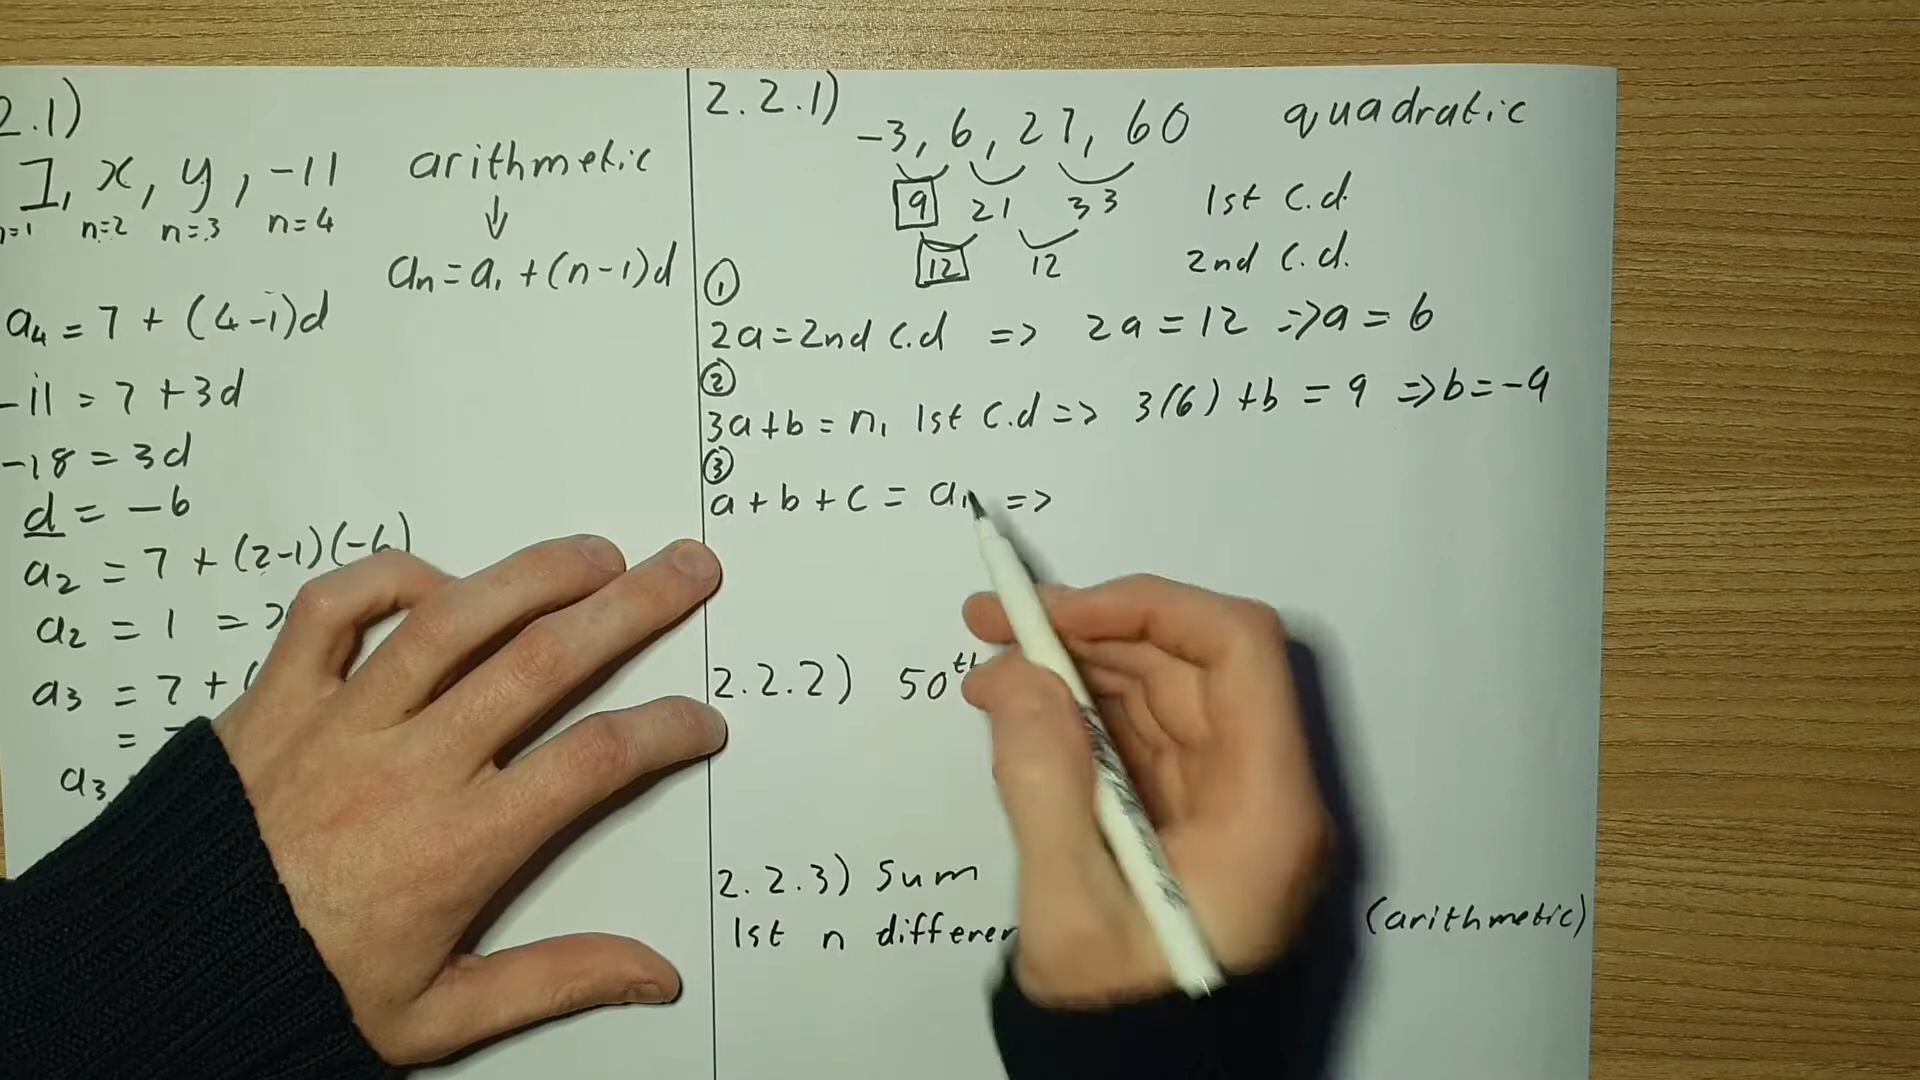 2.1)
7, x, y, -11 arithmetic
n=1 n=2 n=3 n=4 ↓
an = a1 + (n-1)d
a4 = 7 + (4-1)d
-11 = 7 + 3d
-18 = 3d
d = -6
a2 = 7 + (2-1)(-6)
a2 = 1 =
a3 = 7 + (
=
a3
2.2.1)
-3, 6, 27, 60 quadratic
9 21 33 1st c.d.
12 12 2nd c.d.
①
2a = 2nd c.d => 2a = 12 => a = 6
②
3a+b = n1 1st c.d => 3(6) + b = 9 => b = -9
③
a + b + c = a1 =>
2.2.2) 50th
2.2.3) Sum
1st n (arithmetic)